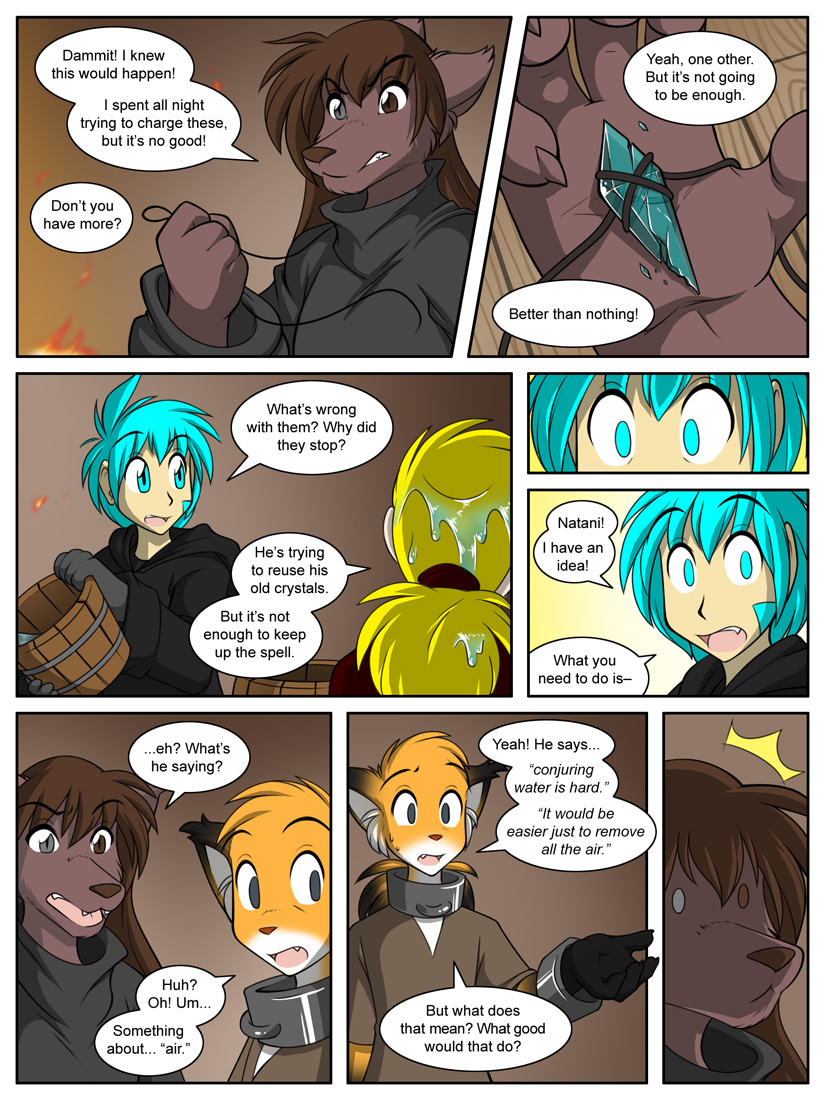 Dammit! I knew
this would happen!
I spent all night
trying to charge these,
but it's no good!
Don't you
have more?
Yeah, one other.
But it's not going
to be enough.
Better than nothing!
What's wrong
with them? Why did
they stop?
He's trying
to reuse his
old crystals.
But it's not
enough to keep
up the spell.
Natani!
I have an
idea!
What you
need to do is–
...eh? What's
he saying?
Huh?
Oh! Um...
Something
about... “air.”
Yeah! He says...
“conjuring
water is hard.”
“It would be
easier just to remove
all the air.”
But what does
that mean? What good
would that do?